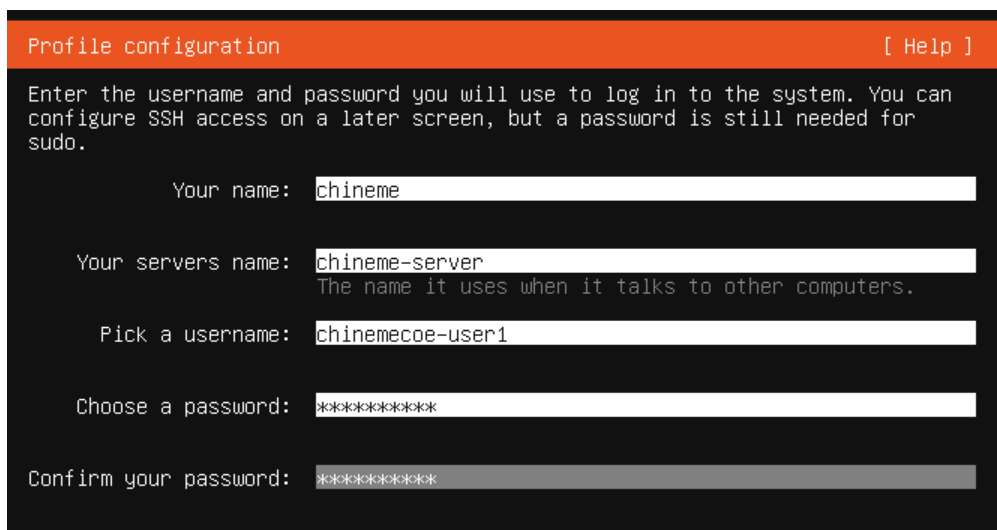 Profile configuration [ Help ]
Enter the username and password you will use to log in to the system. You can
configure SSH access on a later screen, but a password is still needed for
sudo.
Your name: chineme
Your servers name: chineme-server
The name it uses when it talks to other computers.
Pick a username: chinemecoe-user1
Choose a password: **********
Confirm your password: **********